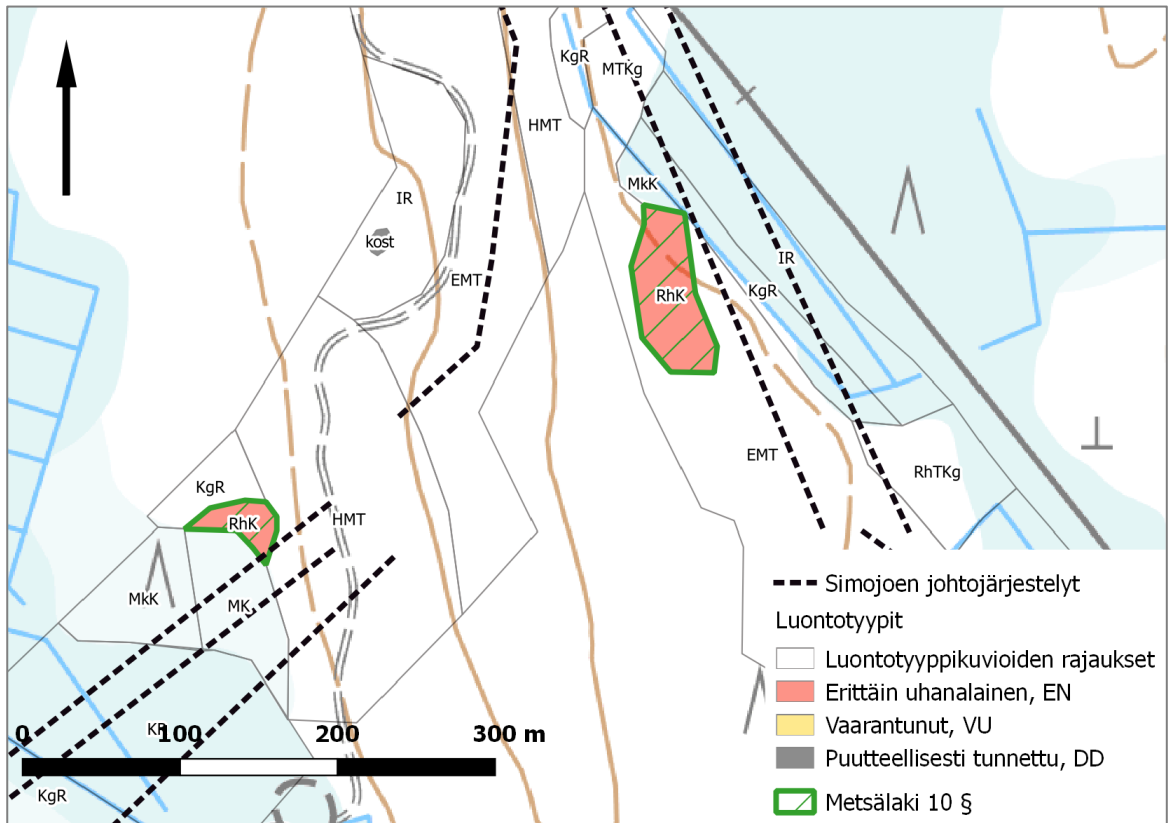 KgR
MTKg
HMT
MkK
IR
kost
IR
EMT
KgR
RhK
EMT
RhTKg
KgR
RhK
HMT
MkK
MK
KR
KgR
0 100 200 300 m
Simojoen johtojärjestelyt
Luontotyypit
Luontotyyppikuvioiden rajaukset
Erittäin uhanalainen, EN
Vaarantunut, VU
Puutteellisesti tunnettu, DD
Metsälaki 10 §